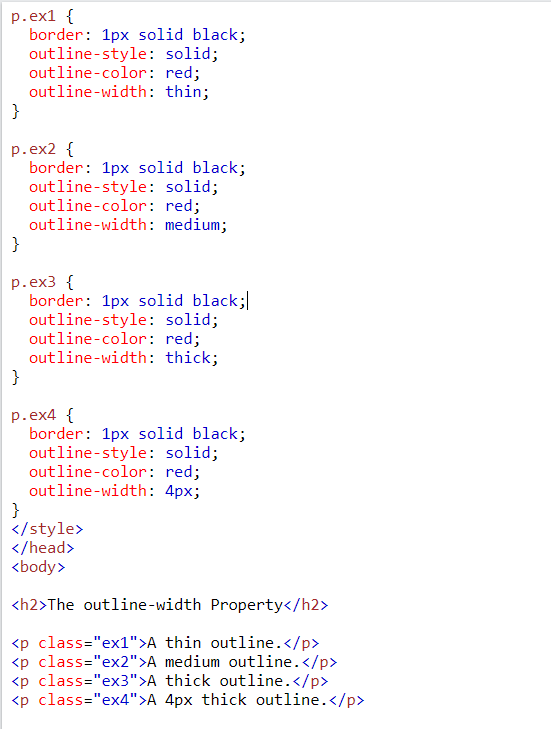 p.ex1 {
  border: 1px solid black;
  outline-style: solid;
  outline-color: red;
  outline-width: thin;
}

p.ex2 {
  border: 1px solid black;
  outline-style: solid;
  outline-color: red;
  outline-width: medium;
}

p.ex3 {
  border: 1px solid black;
  outline-style: solid;
  outline-color: red;
  outline-width: thick;
}

p.ex4 {
  border: 1px solid black;
  outline-style: solid;
  outline-color: red;
  outline-width: 4px;
}
</style>
</head>
<body>

<h2>The outline-width Property</h2>

<p class="ex1">A thin outline.</p>
<p class="ex2">A medium outline.</p>
<p class="ex3">A thick outline.</p>
<p class="ex4">A 4px thick outline.</p>